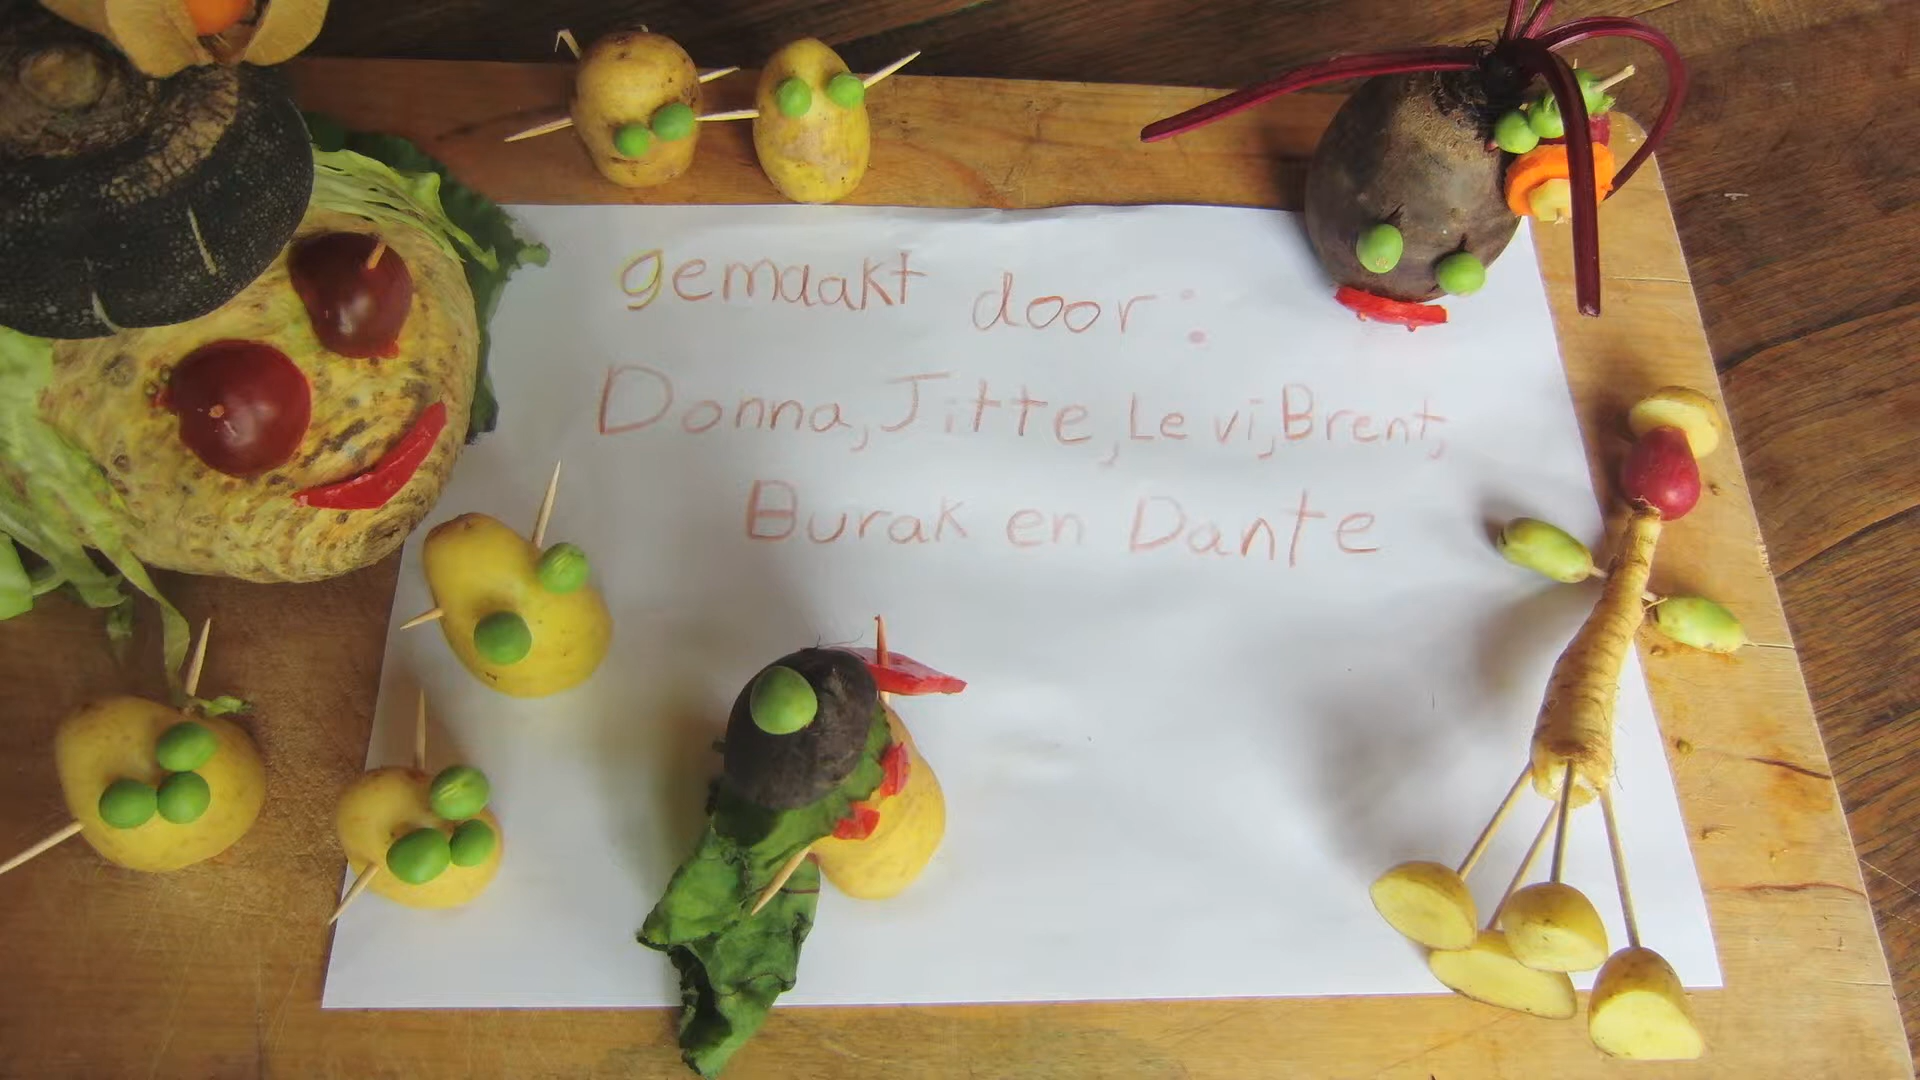 gemaakt door:
Donna, Jitte, Levi, Brent,
Burak en Dante